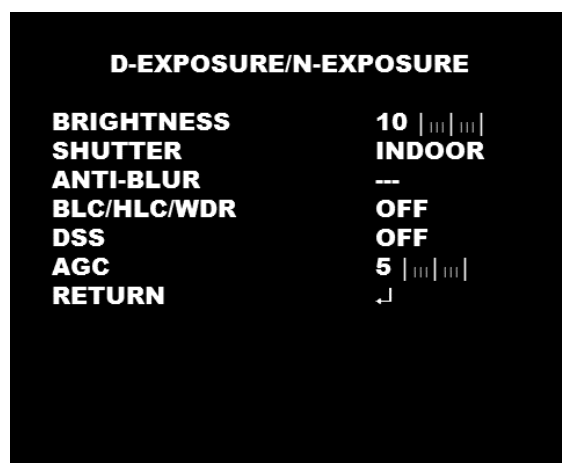 D-EXPOSURE/N-EXPOSURE
BRIGHTNESS 10
SHUTTER INDOOR
ANTI-BLUR ---
BLC/HLC/WDR OFF
DSS OFF
AGC 5
RETURN ↵